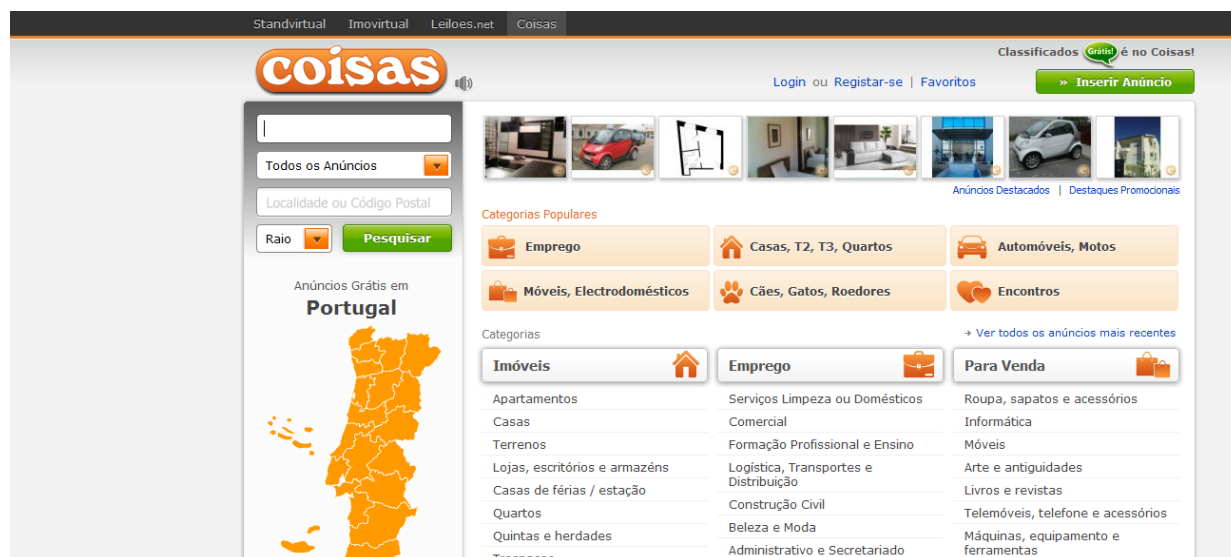 Standvirtual Imovirtual Leiloes.net Coisas
Classificados Grátis! é no Coisas!
coisas
Login ou Registar-se | Favoritos
» Inserir Anúncio
Todos os Anúncios
Localidade ou Código Postal
Raio
Pesquisar
Anúncios Grátis em
Portugal
Anúncios Destacados | Destaques Promocionais
Categorias Populares
Emprego
Casas, T2, T3, Quartos
Automóveis, Motos
Móveis, Electrodomésticos
Cães, Gatos, Roedores
Encontros
Categorias
→ Ver todos os anúncios mais recentes
Imóveis
Apartamentos
Casas
Terrenos
Lojas, escritórios e armazéns
Casas de férias / estação
Quartos
Quintas e herdades
Emprego
Serviços Limpeza ou Domésticos
Comercial
Formação Profissional e Ensino
Logística, Transportes e
Distribuição
Construção Civil
Beleza e Moda
Administrativo e Secretariado
Para Venda
Roupa, sapatos e acessórios
Informática
Móveis
Arte e antiguidades
Livros e revistas
Telemóveis, telefone e acessórios
Máquinas, equipamento e
ferramentas